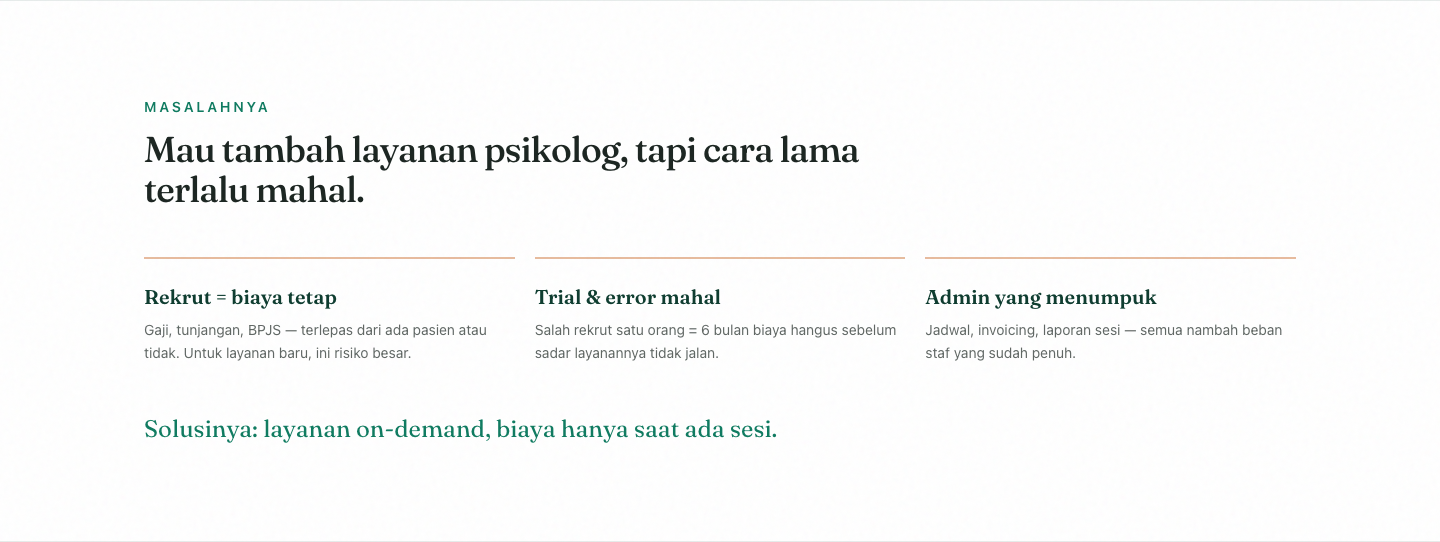 MASALAHNYA
Mau tambah layanan psikolog, tapi cara lama
terlalu mahal.
Rekrut = biaya tetap
Gaji, tunjangan, BPJS — terlepas dari ada pasien atau
tidak. Untuk layanan baru, ini risiko besar.
Trial & error mahal
Salah rekrut satu orang = 6 bulan biaya hangus sebelum
sadar layanannya tidak jalan.
Admin yang menumpuk
Jadwal, invoicing, laporan sesi — semua nambah beban
staf yang sudah penuh.
Solusinya: layanan on-demand, biaya hanya saat ada sesi.